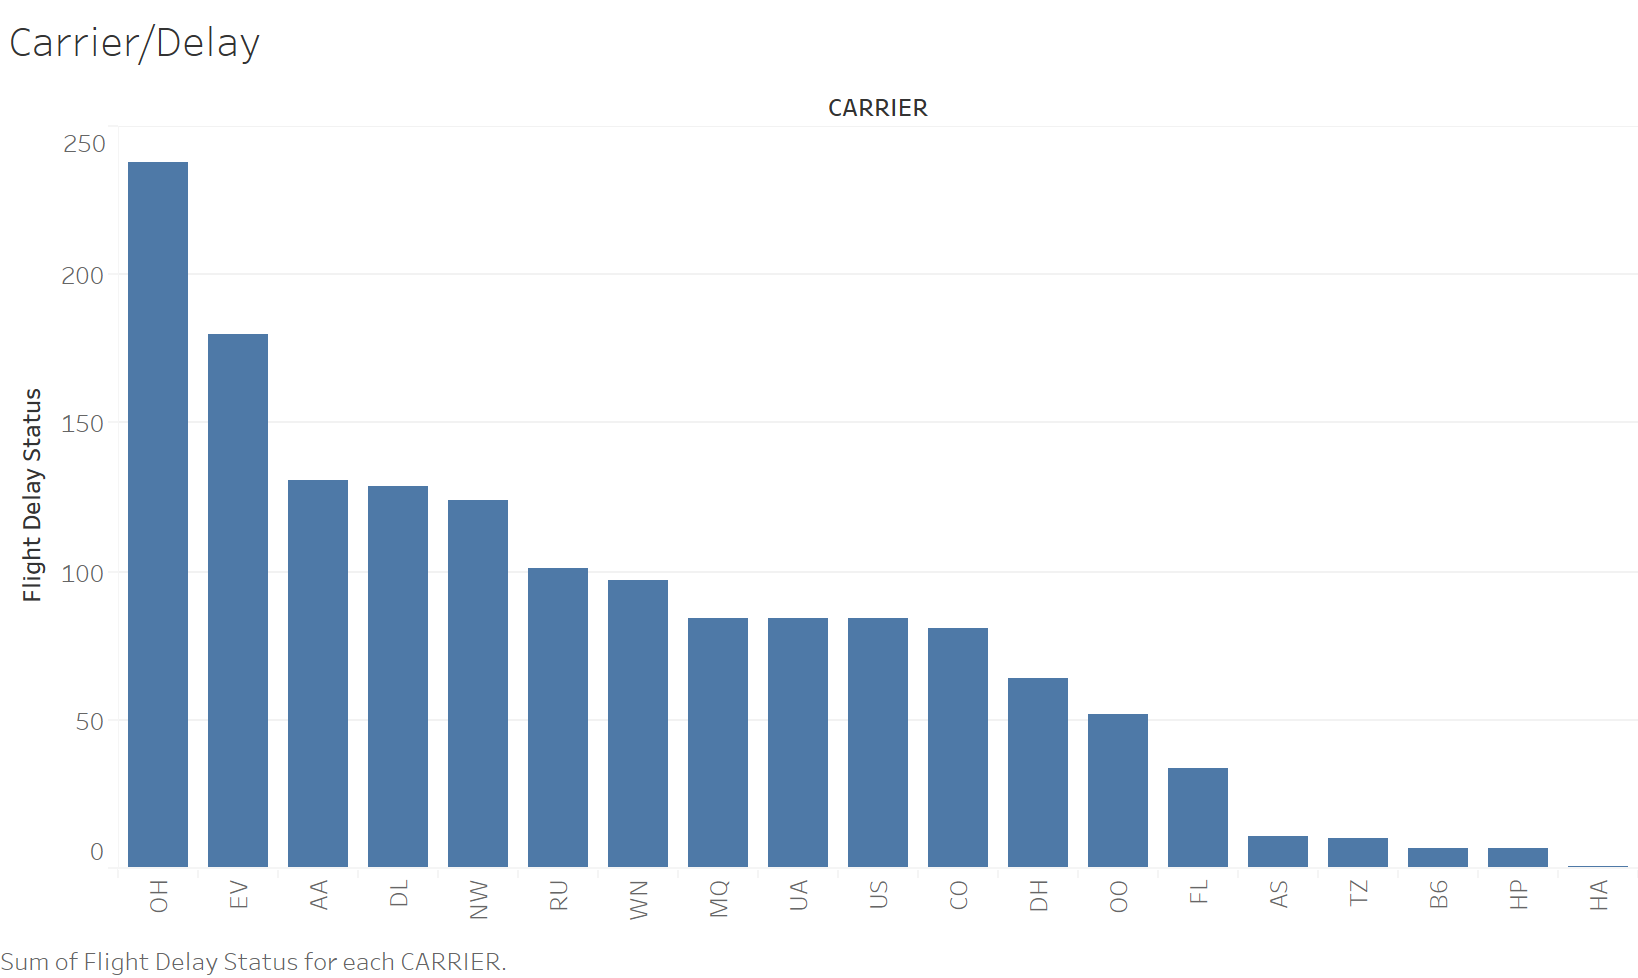 Carrier/Delay
CARRIER
Flight Delay Status
250
200
150
100
50
0
OH
EV
AA
DL
NW
RU
WN
MQ
UA
US
CO
DH
OO
FL
AS
TZ
B6
HP
HA
Sum of Flight Delay Status for each CARRIER.